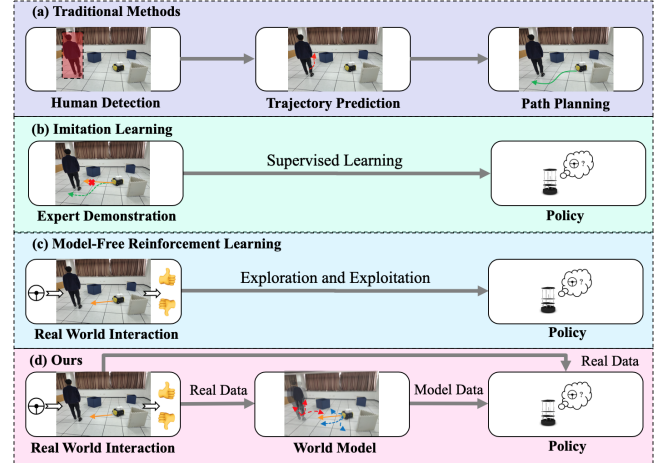 (a) Traditional Methods
Human Detection
Trajectory Prediction
Path Planning
(b) Imitation Learning
Supervised Learning
?
Expert Demonstration
Policy
(c) Model-Free Reinforcement Learning
Exploration and Exploitation
?
Real World Interaction
Policy
(d) Ours
Real Data
Real Data
Model Data
?
Real World Interaction
World Model
Policy